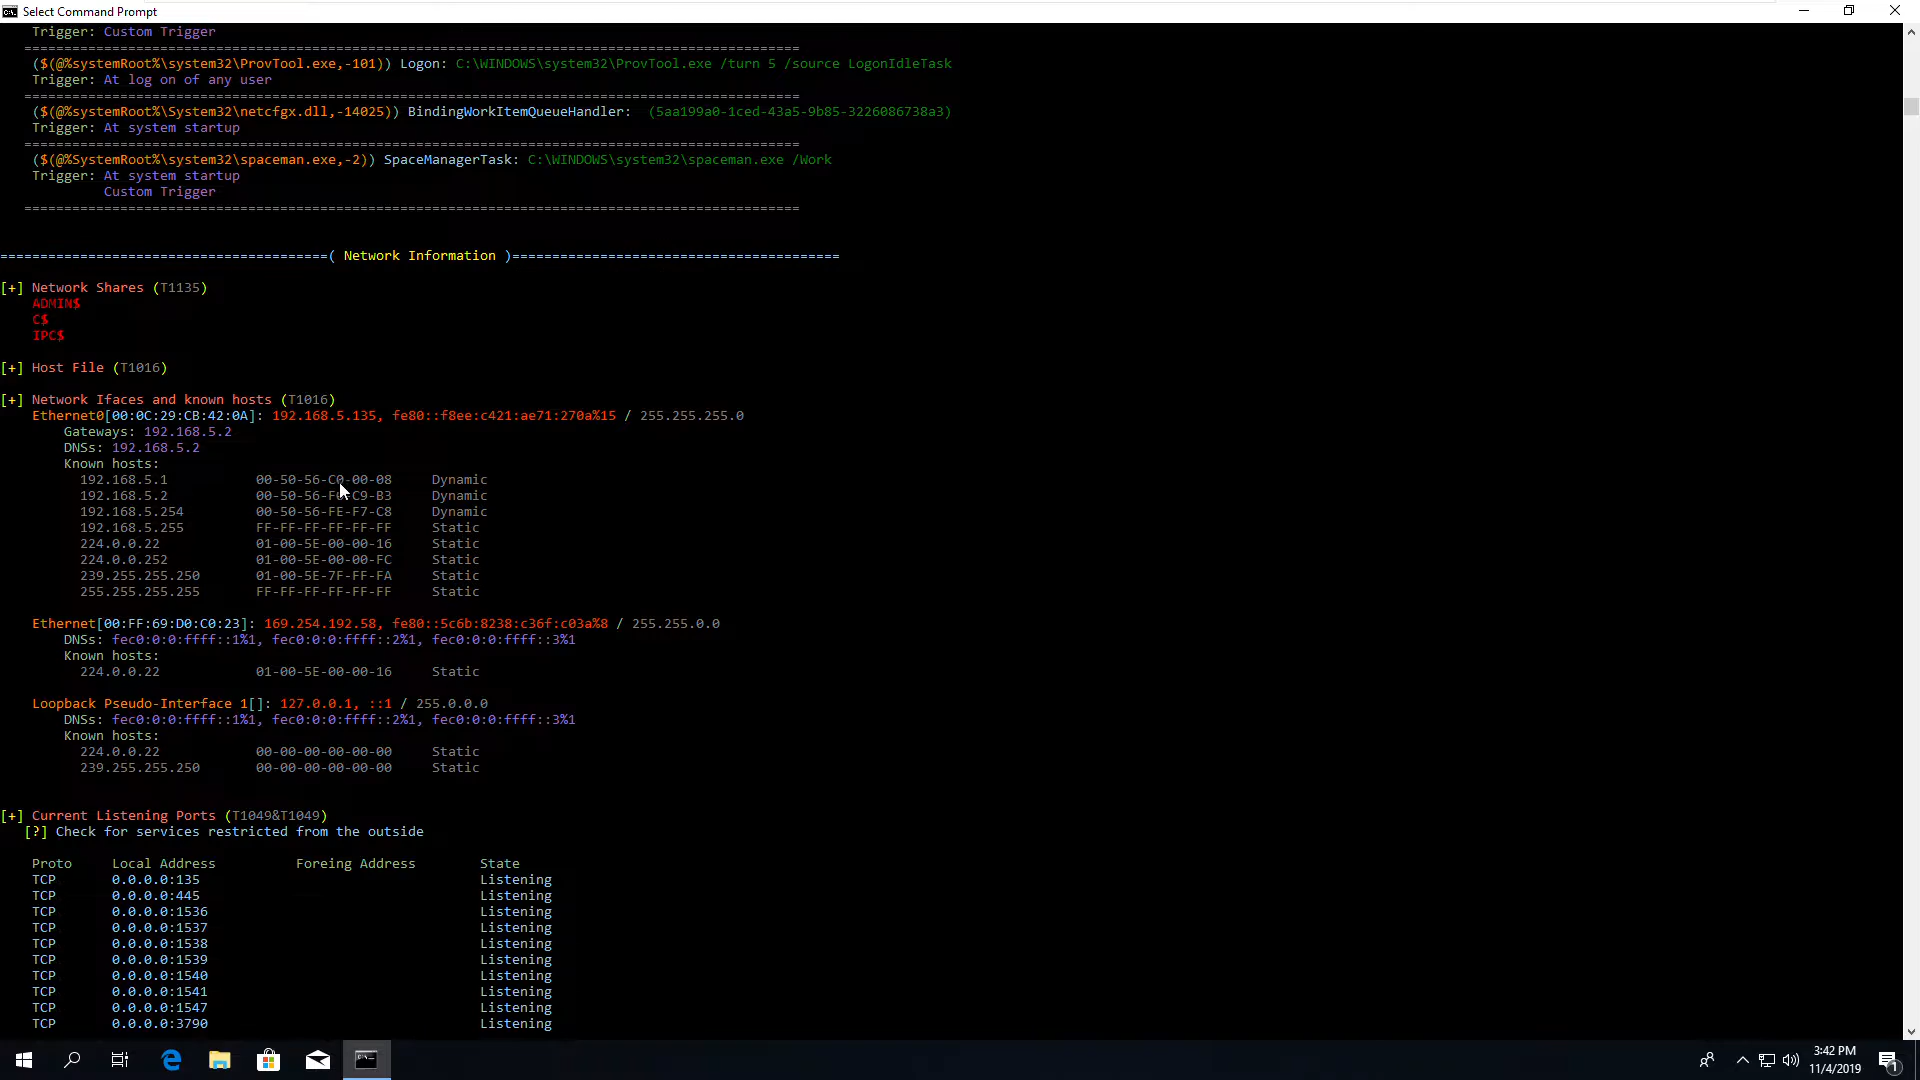 Select Command Prompt
Trigger: Custom Trigger
=================================================================================================
($(@%systemRoot%\system32\ProvTool.exe,-101)) Logon: C:\WINDOWS\system32\ProvTool.exe /turn 5 /source LogonIdleTask
Trigger: At log on of any user
=================================================================================================
($(@%systemRoot%\System32\netcfgx.dll,-14025)) BindingWorkItemQueueHandler:  (5aa199a0-1ced-43a5-9b85-3226086738a3)
Trigger: At system startup
=================================================================================================
($(@%SystemRoot%\system32\spaceman.exe,-2)) SpaceManagerTask: C:\WINDOWS\system32\spaceman.exe /Work
Trigger: At system startup
Custom Trigger
=================================================================================================
=========================================( Network Information )=========================================
[+] Network Shares (T1135)
ADMIN$
C$
IPC$
[+] Host File (T1016)
[+] Network Ifaces and known hosts (T1016)
Ethernet0[00:0C:29:CB:42:0A]: 192.168.5.135, fe80::f8ee:c421:ae71:270a%15 / 255.255.255.0
Gateways: 192.168.5.2
DNSs: 192.168.5.2
Known hosts:
192.168.5.1 00-50-56-C0-00-08 Dynamic
192.168.5.2 00-50-56-F C9-B3 Dynamic
192.168.5.254 00-50-56-FE-F7-C8 Dynamic
192.168.5.255 FF-FF-FF-FF-FF-FF Static
224.0.0.22 01-00-5E-00-00-16 Static
224.0.0.252 01-00-5E-00-00-FC Static
239.255.255.250 01-00-5E-7F-FF-FA Static
255.255.255.255 FF-FF-FF-FF-FF-FF Static
Ethernet[00:FF:69:D0:C0:23]: 169.254.192.58, fe80::5c6b:8238:c36f:c03a%8 / 255.255.0.0
DNSs: fec0:0:0:ffff::1%1, fec0:0:0:ffff::2%1, fec0:0:0:ffff::3%1
Known hosts:
224.0.0.22 01-00-5E-00-00-16 Static
Loopback Pseudo-Interface 1[]: 127.0.0.1, ::1 / 255.0.0.0
DNSs: fec0:0:0:ffff::1%1, fec0:0:0:ffff::2%1, fec0:0:0:ffff::3%1
Known hosts:
224.0.0.22 00-00-00-00-00-00 Static
239.255.255.250 00-00-00-00-00-00 Static
[+] Current Listening Ports (T1049&T1049)
[?] Check for services restricted from the outside
Proto Local Address Foreing Address State
TCP 0.0.0.0:135 Listening
TCP 0.0.0.0:445 Listening
TCP 0.0.0.0:1536 Listening
TCP 0.0.0.0:1537 Listening
TCP 0.0.0.0:1538 Listening
TCP 0.0.0.0:1539 Listening
TCP 0.0.0.0:1540 Listening
TCP 0.0.0.0:1541 Listening
TCP 0.0.0.0:1547 Listening
TCP 0.0.0.0:3790 Listening
3:42 PM
11/4/2019
1